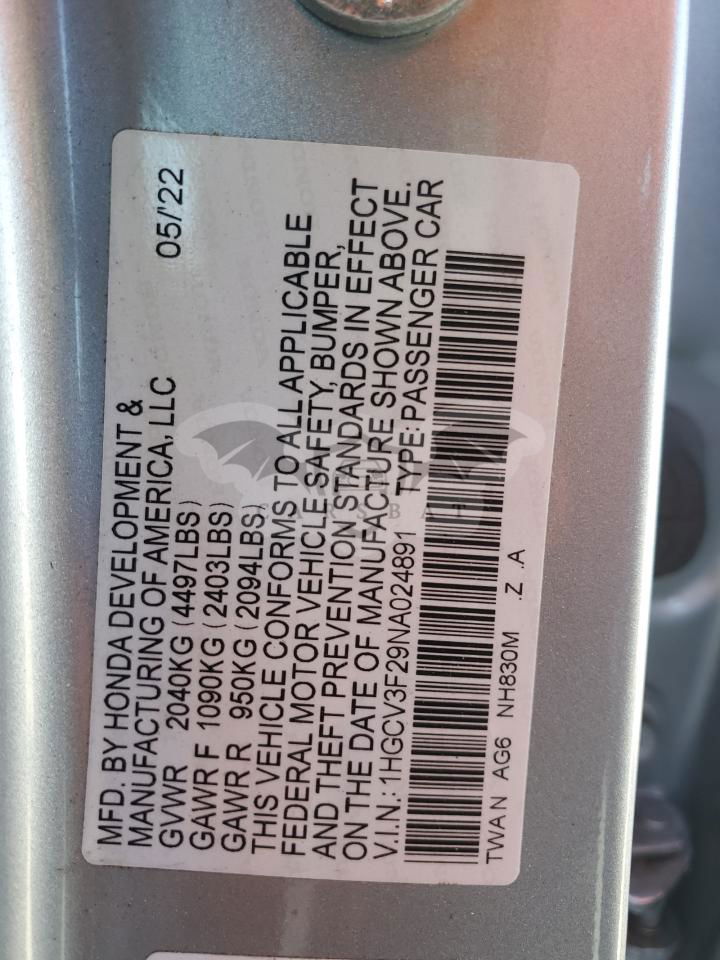 MFD. BY HONDA DEVELOPMENT &
MANUFACTURING OF AMERICA, LLC 05/'22
GVWR 2040KG (4497LBS)
GAWR F 1090KG (2403LBS)
GAWR R 950KG (2094LBS)
THIS VEHICLE CONFORMS TO ALL APPLICABLE
FEDERAL MOTOR VEHICLE SAFETY, BUMPER,
AND THEFT PREVENTION STANDARDS IN EFFECT
ON THE DATE OF MANUFACTURE SHOWN ABOVE.
V.I.N.: 1HGCV3F29NA024891 TYPE: PASSENGER CAR
TWAN AG6 NH830M .Z .A
CARSBAT